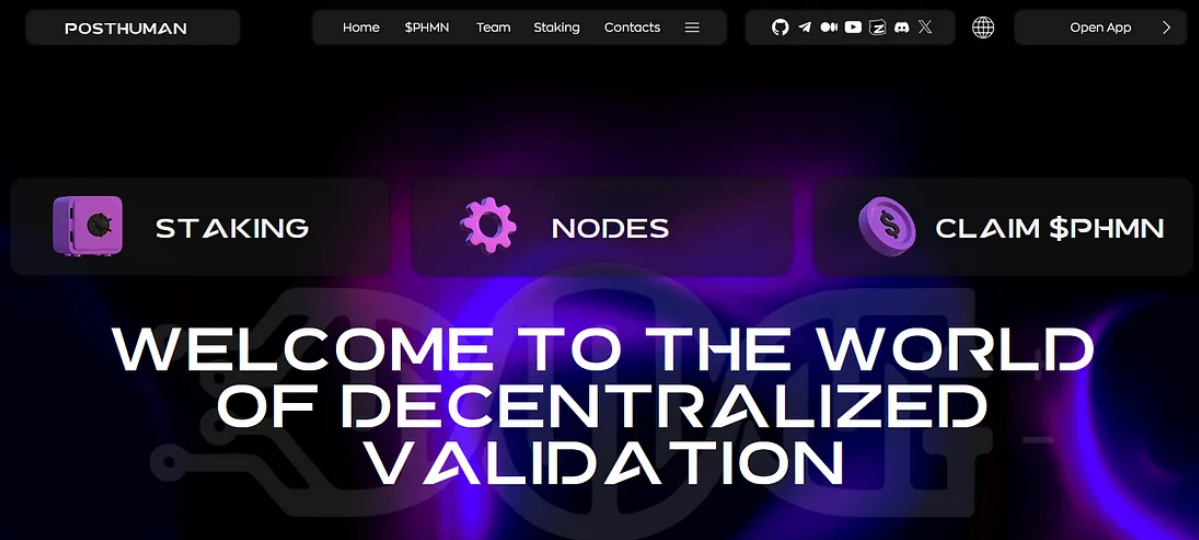 POSTHUMAN
Home $PHMN Team Staking Contacts
Open App
STAKING
NODES
CLAIM $PHMN
WELCOME TO THE WORLD
OF DECENTRALIZED
VALIDATION